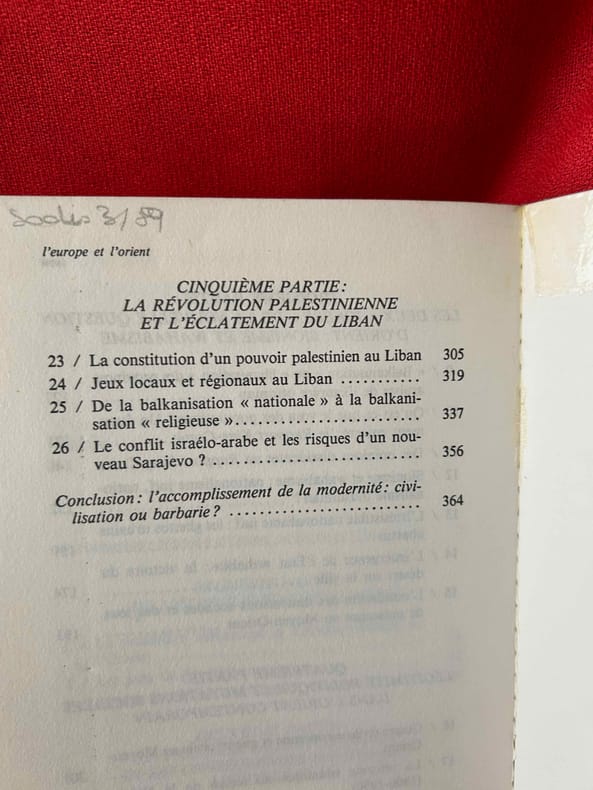 3/89
l'europe et l'orient
CINQUIÈME PARTIE :
LA RÉVOLUTION PALESTINIENNE
ET L'ÉCLATEMENT DU LIBAN
23 / La constitution d'un pouvoir palestinien au Liban 305
24 / Jeux locaux et régionaux au Liban ........... 319
25 / De la balkanisation « nationale » à la balkani-
sation « religieuse » ........................ 337
26 / Le conflit israélo-arabe et les risques d'un nou-
veau Sarajevo ? ........................... 356
Conclusion : l'accomplissement de la modernité : civi-
lisation ou barbarie ? ......................... 364